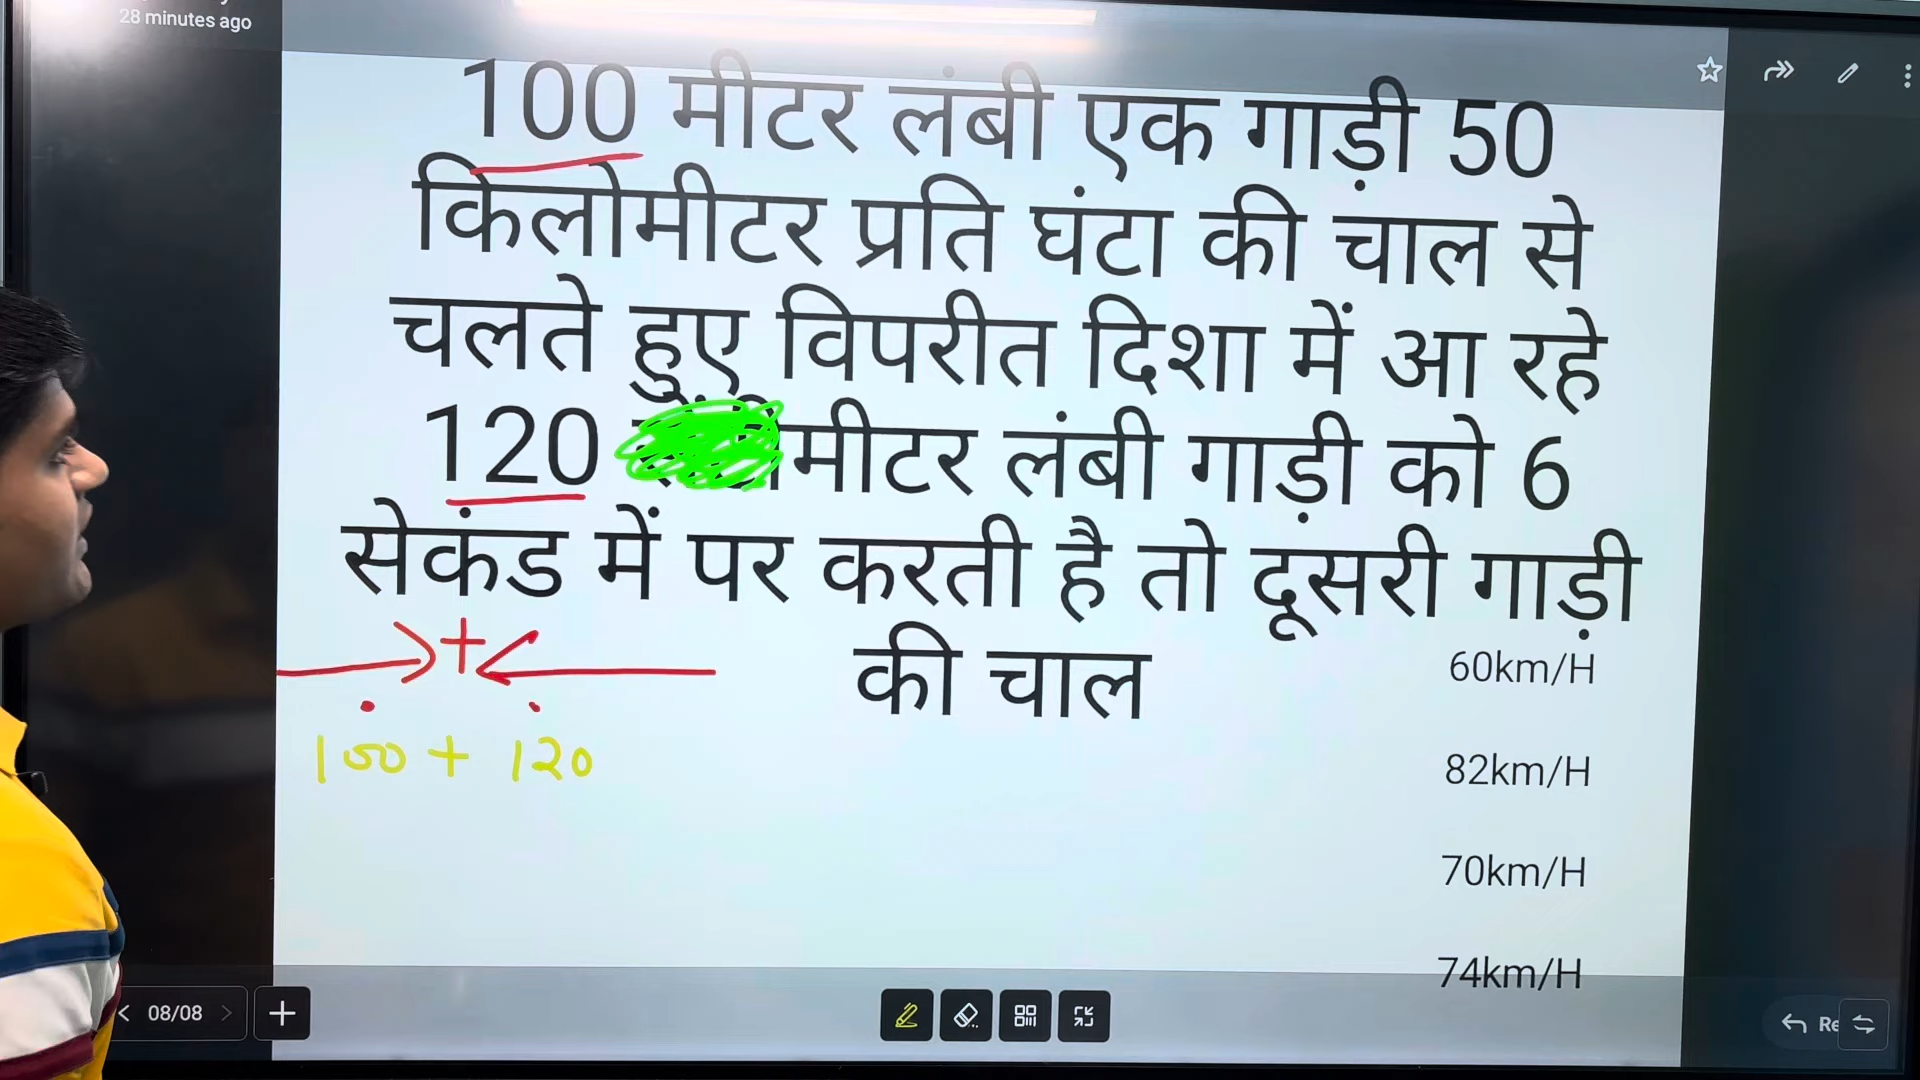 28 minutes ago
100 मीटर लंबी एक गाड़ी 50
किलोमीटर प्रति घंटा की चाल से
चलते हुए विपरीत दिशा में आ रहे
120 मीटर लंबी गाड़ी को 6
सेकंड में पर करती है तो दूसरी गाड़ी
की चाल
+
100 + 120
60km/H
82km/H
70km/H
74km/H
08/08
Re